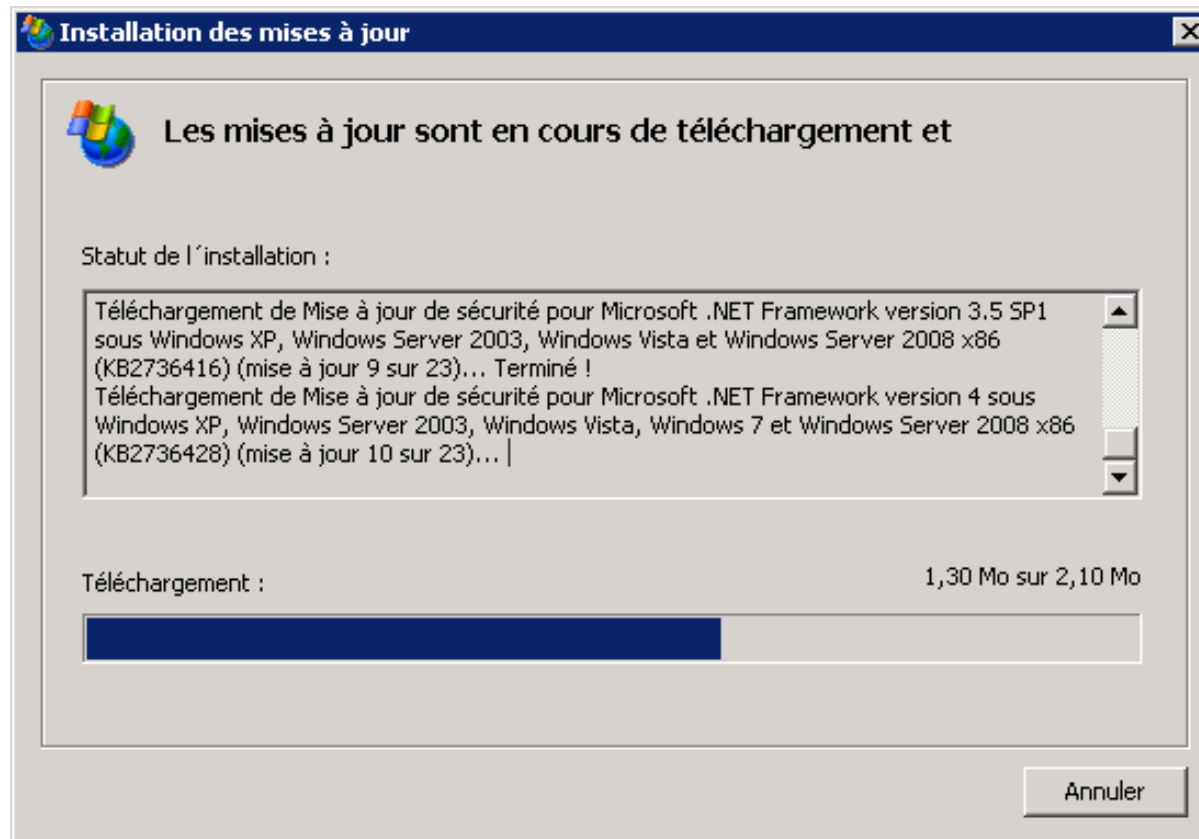 Installation des mises à jour
Les mises à jour sont en cours de téléchargement et
Statut de l´installation :
Téléchargement de Mise à jour de sécurité pour Microsoft .NET Framework version 3.5 SP1
sous Windows XP, Windows Server 2003, Windows Vista et Windows Server 2008 x86
(KB2736416) (mise à jour 9 sur 23)... Terminé !
Téléchargement de Mise à jour de sécurité pour Microsoft .NET Framework version 4 sous
Windows XP, Windows Server 2003, Windows Vista, Windows 7 et Windows Server 2008 x86
(KB2736428) (mise à jour 10 sur 23)...
Téléchargement :
1,30 Mo sur 2,10 Mo
Annuler